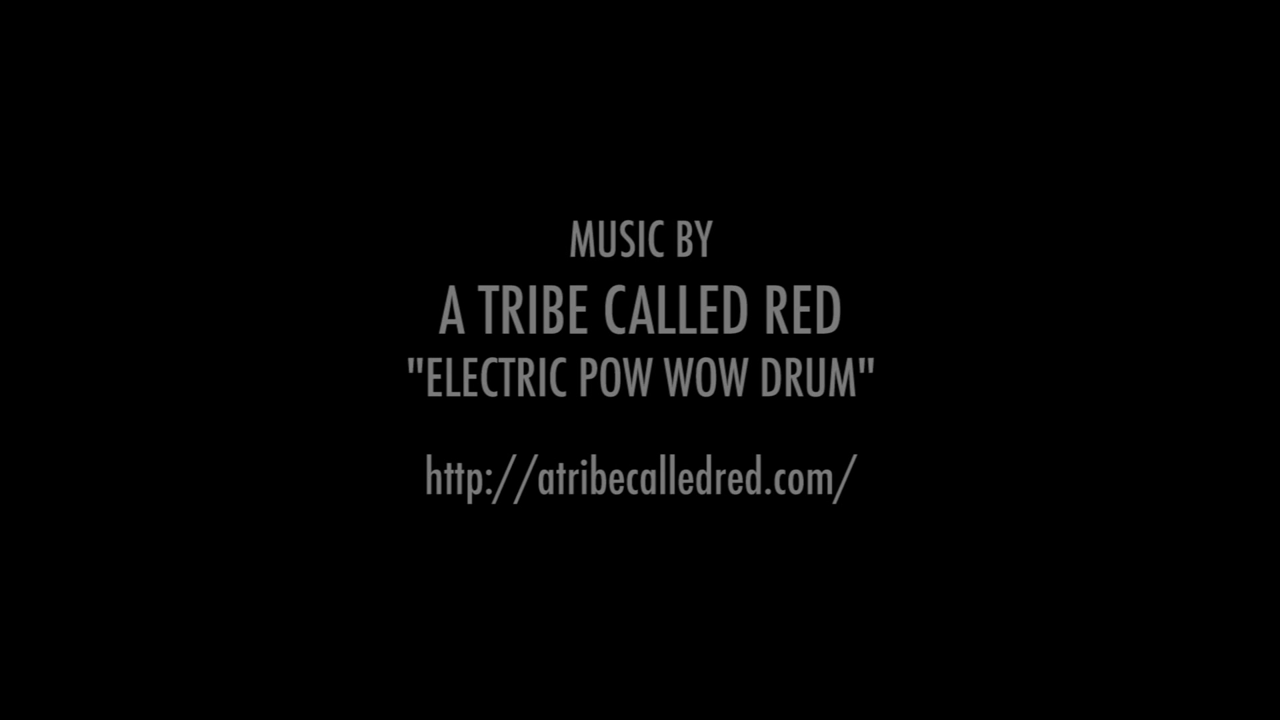 MUSIC BY
A TRIBE CALLED RED
"ELECTRIC POW WOW DRUM"
http://atribecalledred.com/